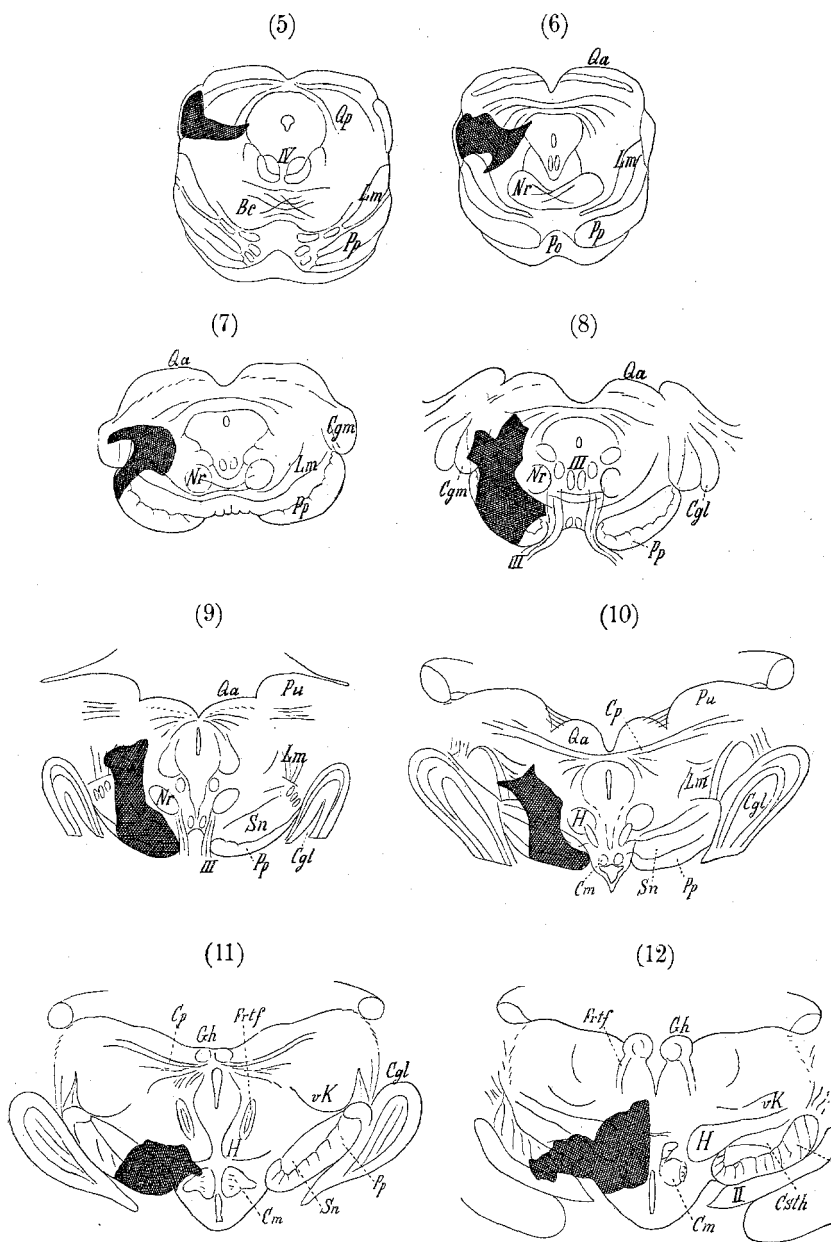 (5)
(6)
Qa
Qp
IV
Bc
Lm
Pp
Nr
Lm
Po
Pp
(7)
(8)
Qa
Cgm
Nr
Lm
Pp
Qa
III
Nr
Cgm
Cgl
Pp
III
(9)
(10)
Qa
Pu
Lm
Nr
Sn
III
Pp
Cgl
Cp
Pu
Qa
Lm
Cgl
H
Cm
Sn
Pp
(11)
(12)
Cp
Gh
Frtf
vK
Cgl
H
Pp
Sn
Cm
Frtf
Gh
vK
H
II
Cm
Csth